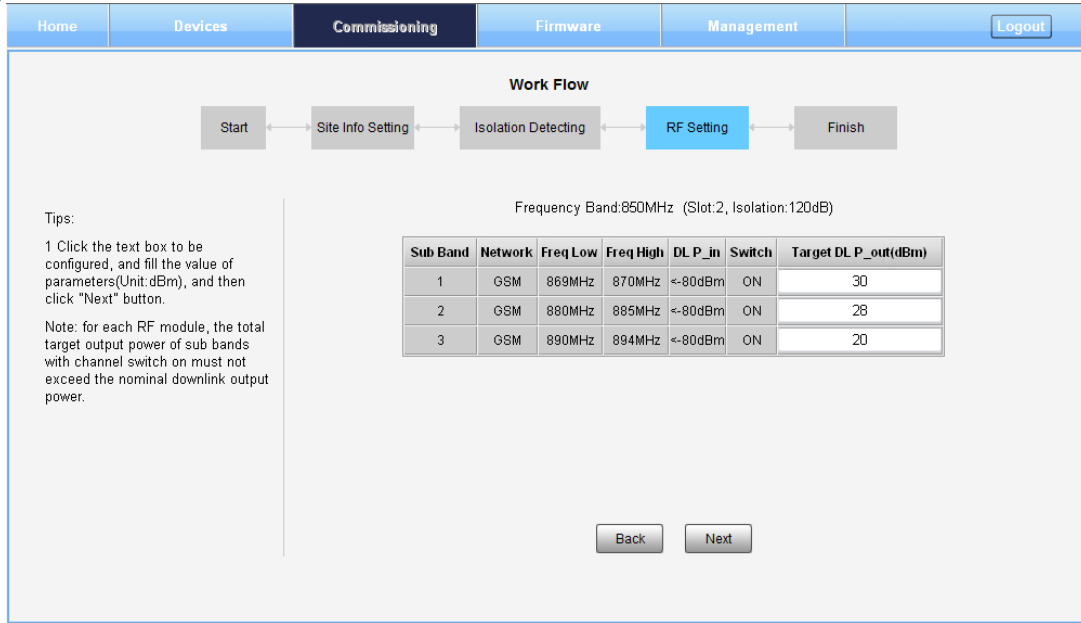 Home Devices Commissioning Firmware Management Logout
Work Flow
Start Site Info Setting Isolation Detecting RF Setting Finish
Tips:
1 Click the text box to be
configured, and fill the value of
parameters(Unit:dBm), and then
click "Next" button.
Note: for each RF module, the total
target output power of sub bands
with channel switch on must not
exceed the nominal downlink output
power.
Frequency Band:850MHz (Slot:2, Isolation:120dB)
Sub Band Network Freq Low Freq High DL P_in Switch Target DL P_out(dBm)
1 GSM 869MHz 870MHz <-80dBm ON 30
2 GSM 880MHz 885MHz <-80dBm ON 28
3 GSM 890MHz 894MHz <-80dBm ON 20
Back Next